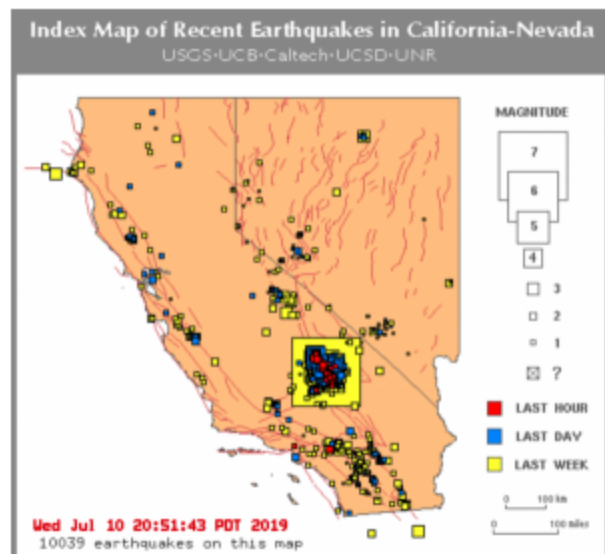 Index Map of Recent Earthquakes in California-Nevada
USGS·UCB·Caltech·UCSD·UNR
MAGNITUDE
7
6
5
4
3
2
1
?
LAST HOUR
LAST DAY
LAST WEEK
0 100 km
0 100 miles
Wed Jul 10 20:51:43 PDT 2019
10039 earthquakes on this map